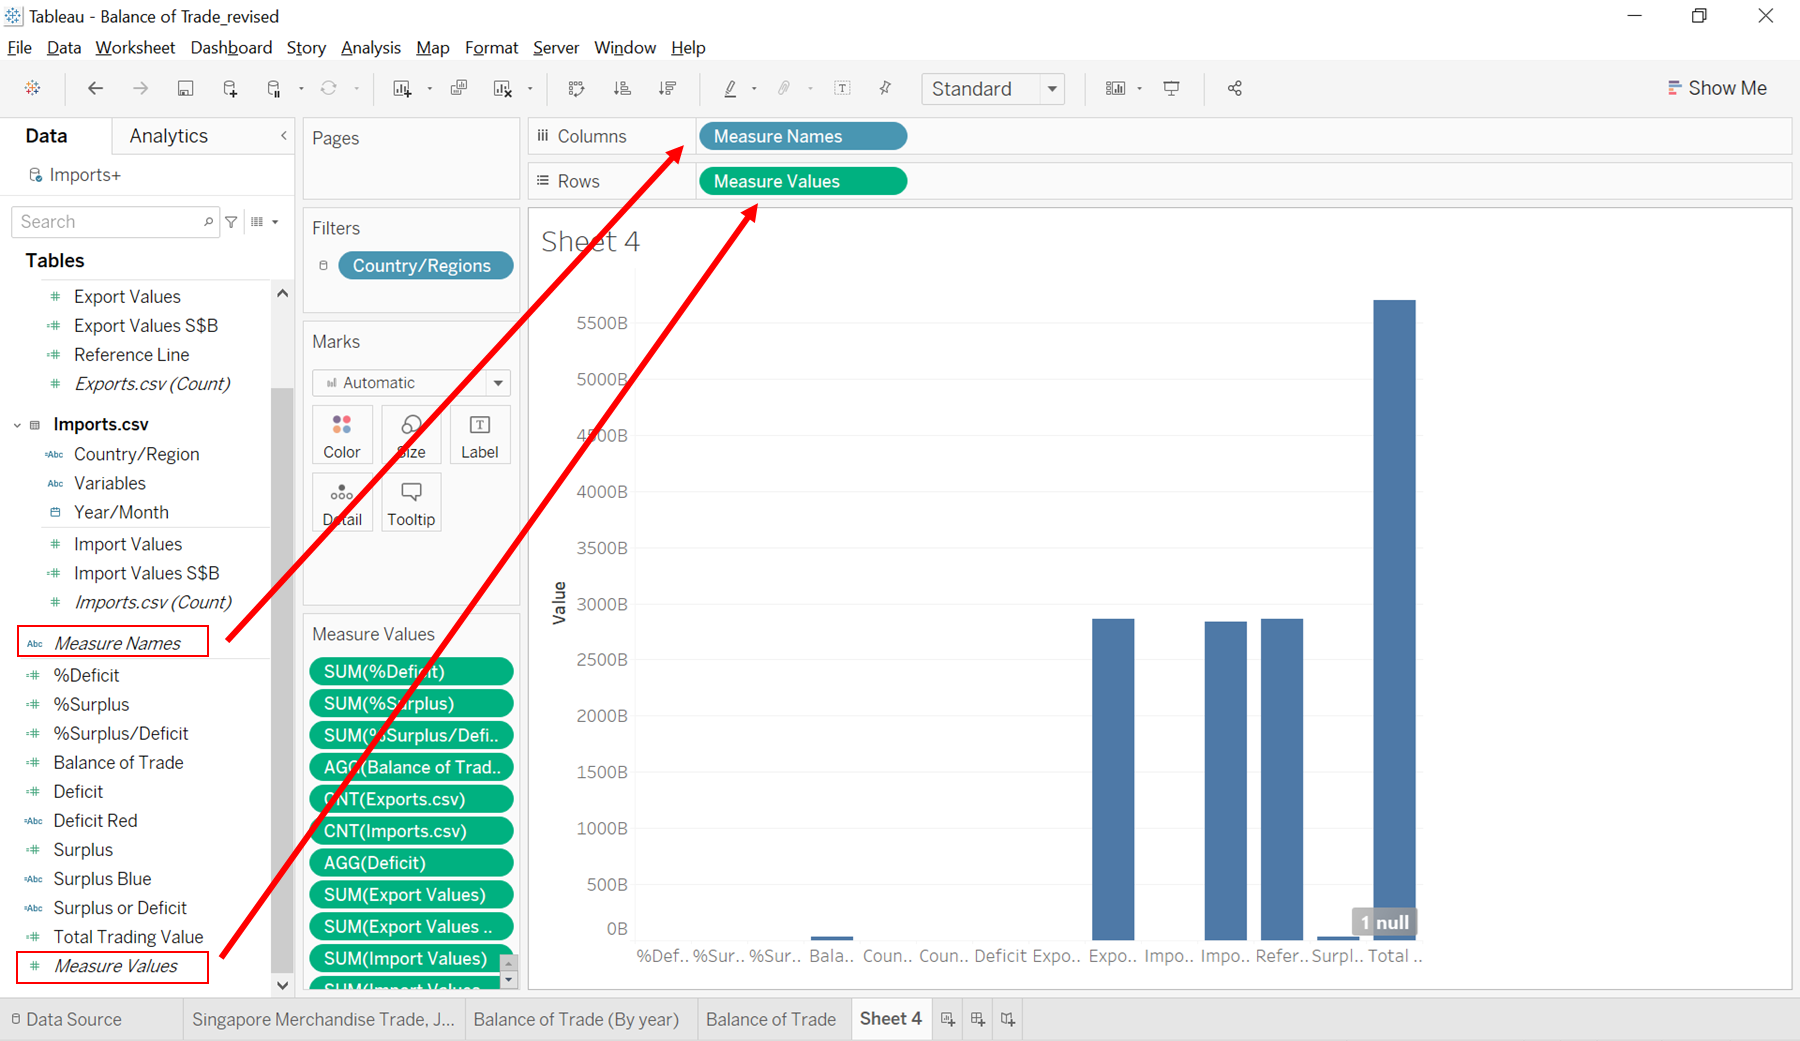 Tableau - Balance of Trade_revised
File Data Worksheet Dashboard Story Analysis Map Format Server Window Help
Standard
Show Me
Data
Analytics
Imports+
Search
Tables
Export Values
Export Values S$B
Reference Line
Exports.csv (Count)
Imports.csv
Abc Country/Region
Abc Variables
Year/Month
Import Values
Import Values S$B
Imports.csv (Count)
Abc Measure Names
%Deficit
%Surplus
%Surplus/Deficit
Balance of Trade
Deficit
Abc Deficit Red
Surplus
Abc Surplus Blue
Abc Surplus or Deficit
Total Trading Value
Measure Values
Pages
Filters
Country/Regions
Marks
Automatic
Color
Size
Label
Detail
Tooltip
Measure Values
SUM(%Deficit)
SUM(%Surplus)
SUM(%Surplus/Defi..
AGG(Balance of Trad..
CNT(Exports.csv)
CNT(Imports.csv)
AGG(Deficit)
SUM(Export Values)
SUM(Export Values ..
SUM(Import Values)
SUM(Import Values
Columns
Measure Names
Rows
Measure Values
Sheet 4
Value
5500B
5000B
4500B
4000B
3500B
3000B
2500B
2000B
1500B
1000B
500B
0B
1 null
%Def.. %Sur.. %Sur.. Bala.. Coun.. Coun.. Deficit Expo.. Expo.. Impo.. Impo.. Refer.. Surpl.. Total ..
Data Source
Singapore Merchandise Trade, J...
Balance of Trade (By year)
Balance of Trade
Sheet 4